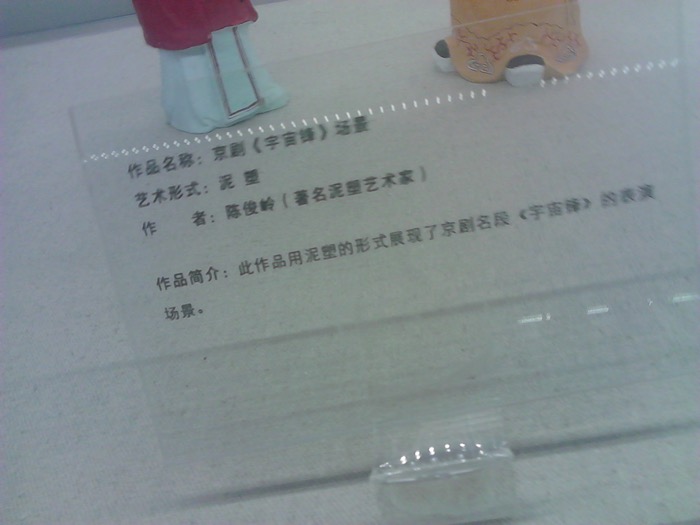 作品名称：京剧《宇宙锋》场景
艺术形式：泥 塑
作　　者：陈俊岭（著名泥塑艺术家）
作品简介：此作品用泥塑的形式展现了京剧名段《宇宙锋》的表演
场景。